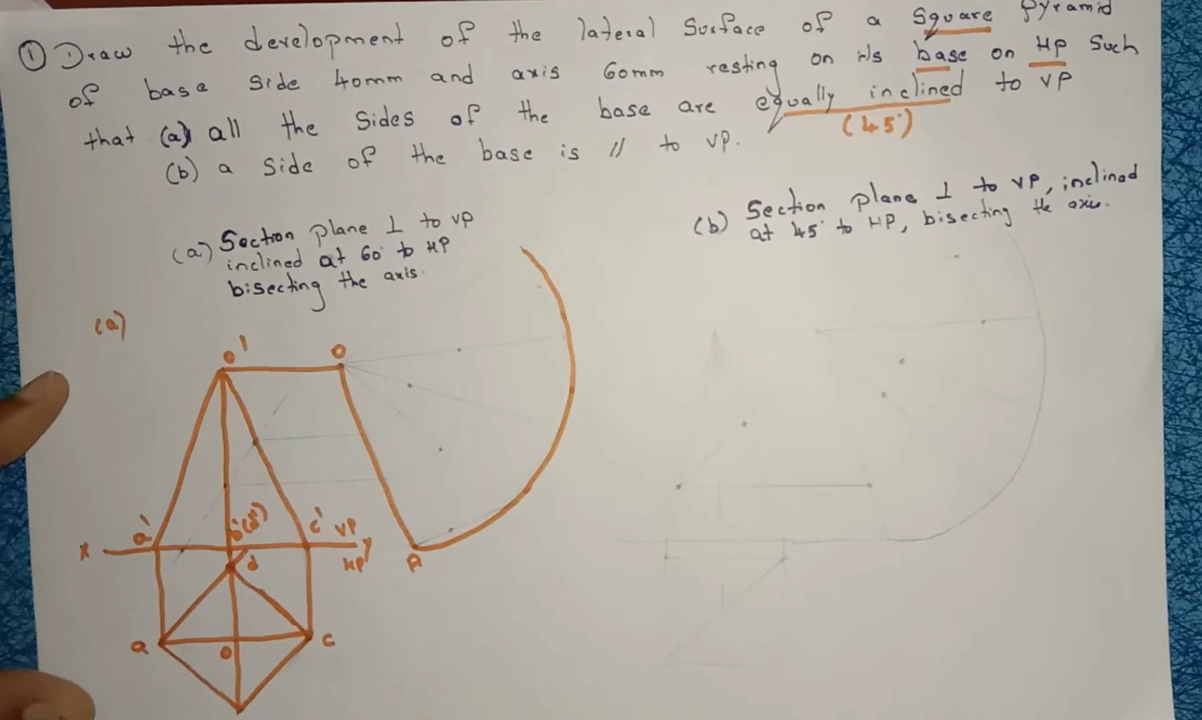 ① Draw the development of the lateral Surface of a Square Pyramid
of base side 40mm and axis 60mm resting on its base on HP Such
that (a) all the Sides of the base are equally inclined to VP
(45°)
(b) a side of the base is // to VP.
(a) Section plane ⊥ to VP
inclined at 60° to HP
bisecting the axis.
(b) Section plane ⊥ to VP, inclined
at 45° to HP, bisecting the axis.
(a)
o' O
a' b'(d') c' VP
X Y
HP
A
d
a c
o